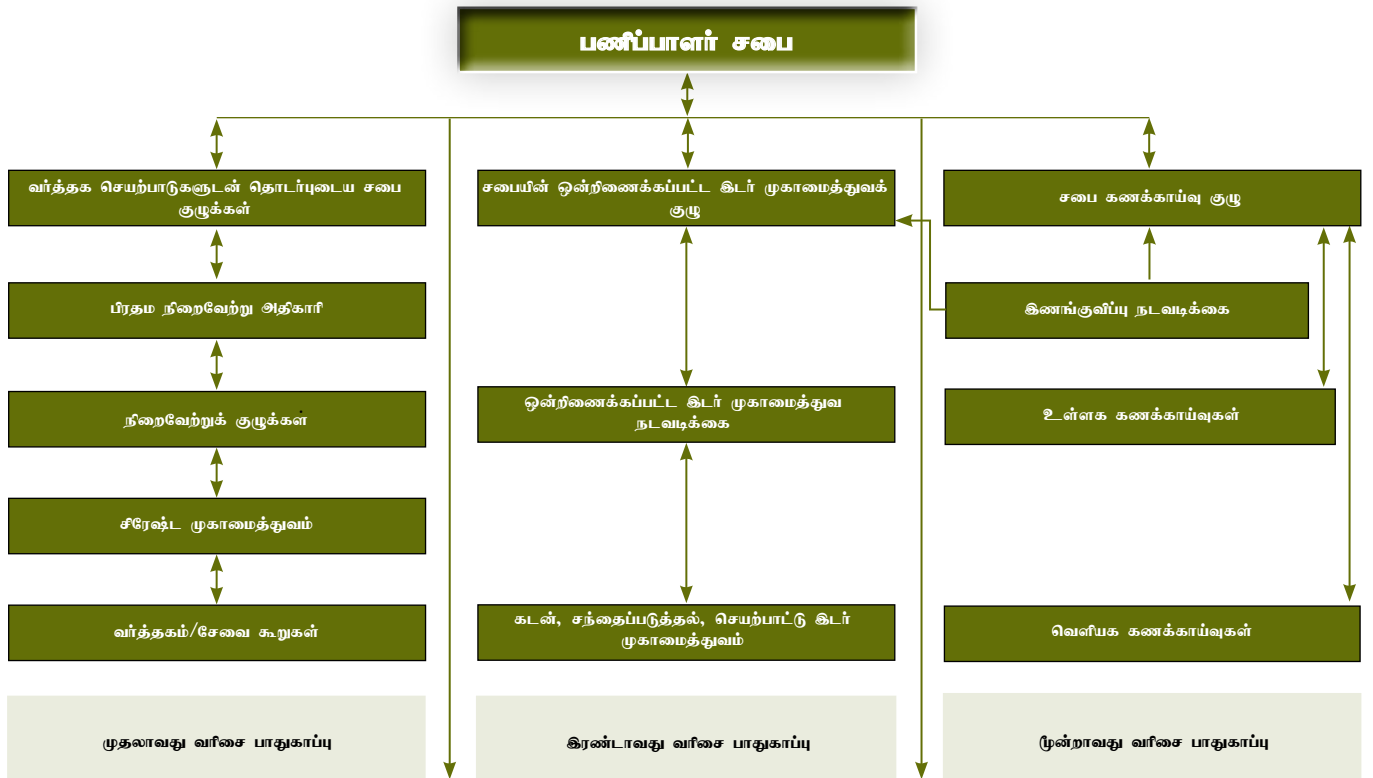 பணிப்பாளர் சபை
வர்த்தக செயற்பாடுகளுடன் தொடர்புடைய சபை
குழுக்கள்
பிரதம நிறைவேற்று அதிகாரி
நிறைவேற்றுக் குழுக்கள்
சிரேஷ்ட முகாமைத்துவம்
வர்த்தகம்/சேவை கூறுகள்
முதலாவது வரிசை பாதுகாப்பு
சபையின் ஒன்றிணைக்கப்பட்ட இடர் முகாமைத்துவக்
குழு
ஒன்றிணைக்கப்பட்ட இடர் முகாமைத்துவ
நடவடிக்கை
கடன், சந்தைப்படுத்தல், செயற்பாட்டு இடர்
முகாமைத்துவம்
இரண்டாவது வரிசை பாதுகாப்பு
சபை கணக்காய்வு குழு
இணங்குவிப்பு நடவடிக்கை
உள்ளக கணக்காய்வுகள்
வெளியக கணக்காய்வுகள்
மூன்றாவது வரிசை பாதுகாப்பு